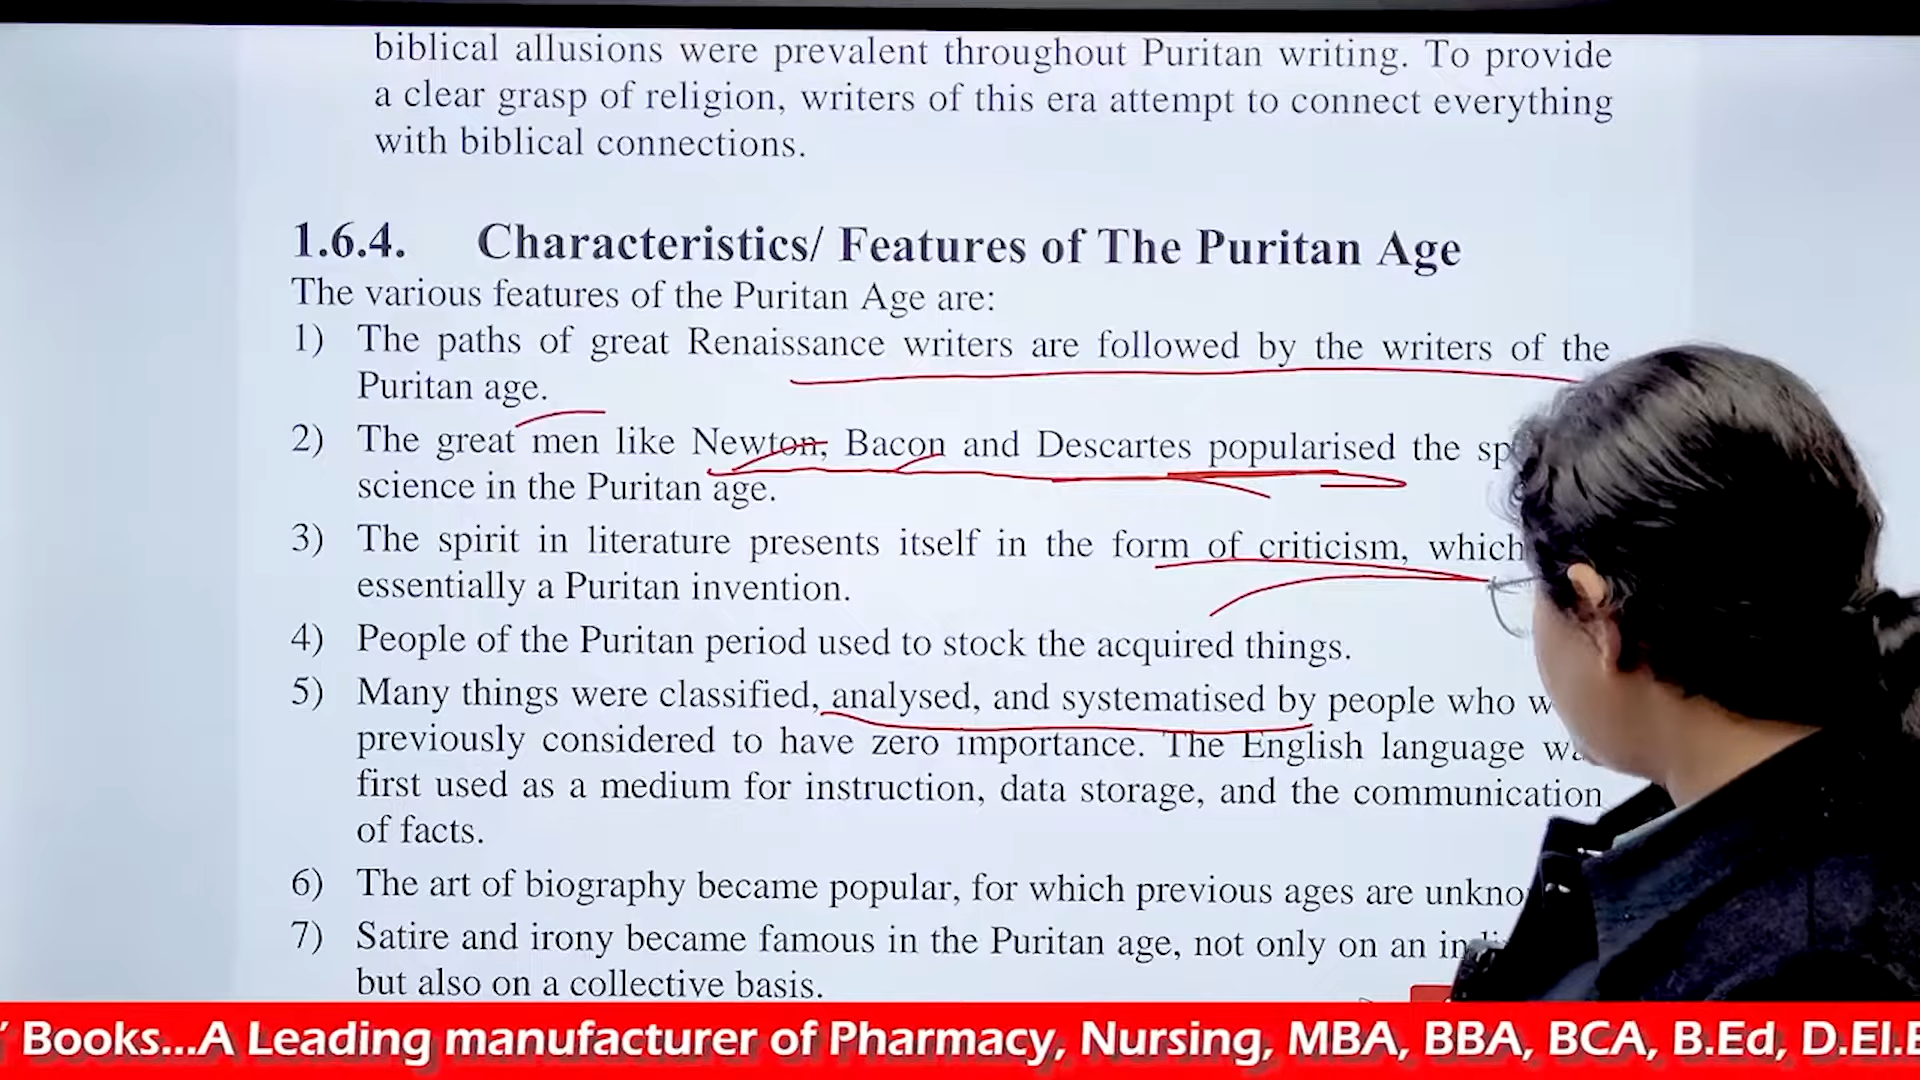 biblical allusions were prevalent throughout Puritan writing. To provide
a clear grasp of religion, writers of this era attempt to connect everything
with biblical connections.
1.6.4. Characteristics/ Features of The Puritan Age
The various features of the Puritan Age are:
1) The paths of great Renaissance writers are followed by the writers of the
Puritan age.
2) The great men like Newton, Bacon and Descartes popularised the
science in the Puritan age.
3) The spirit in literature presents itself in the form of criticism, which
essentially a Puritan invention.
4) People of the Puritan period used to stock the acquired things.
5) Many things were classified, analysed, and systematised by people who
previously considered to have zero importance. The English language
first used as a medium for instruction, data storage, and the communication
of facts.
6) The art of biography became popular, for which previous ages are
7) Satire and irony became famous in the Puritan age, not only on an
but also on a collective basis.
Books...A Leading manufacturer of Pharmacy, Nursing, MBA, BBA, BCA, B.Ed,